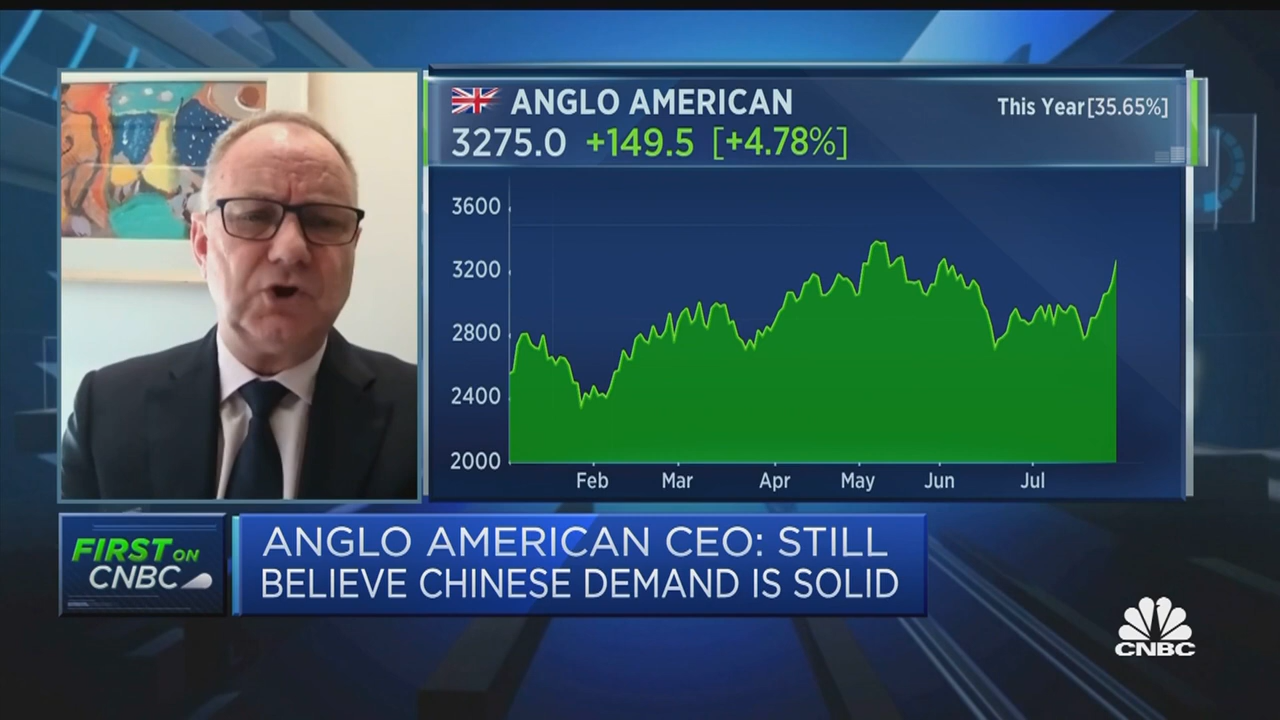 ANGLO AMERICAN
This Year[35.65%]
3275.0 +149.5 [+4.78%]
3600
3200
2800
2400
2000
Feb Mar Apr May Jun Jul
FIRST ON
CNBC
ANGLO AMERICAN CEO: STILL
BELIEVE CHINESE DEMAND IS SOLID
CNBC